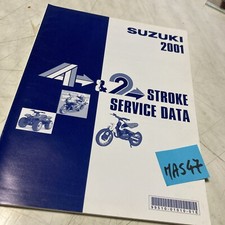 SUZUKI
2001
4 & 2 STROKE
SERVICE DATA
MAS47